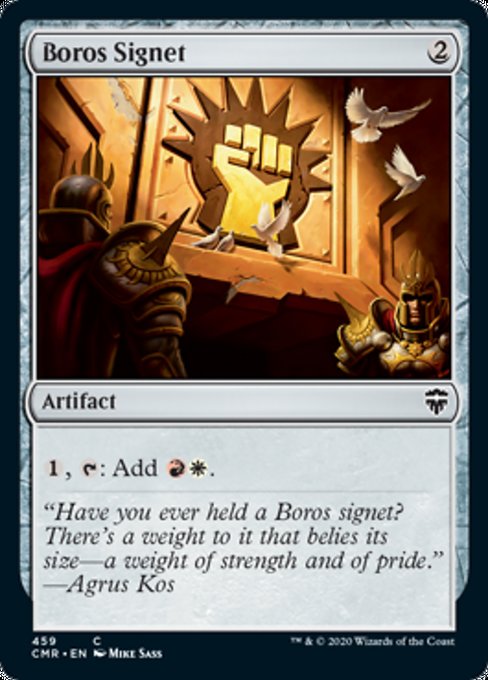 Boros Signet 2
Artifact
1, : Add .
“Have you ever held a Boros signet?
There’s a weight to it that belies its
size—a weight of strength and of pride.”
—Agrus Kos
459 C
CMR • EN Mike Sass
™ & © 2020 Wizards of the Coast